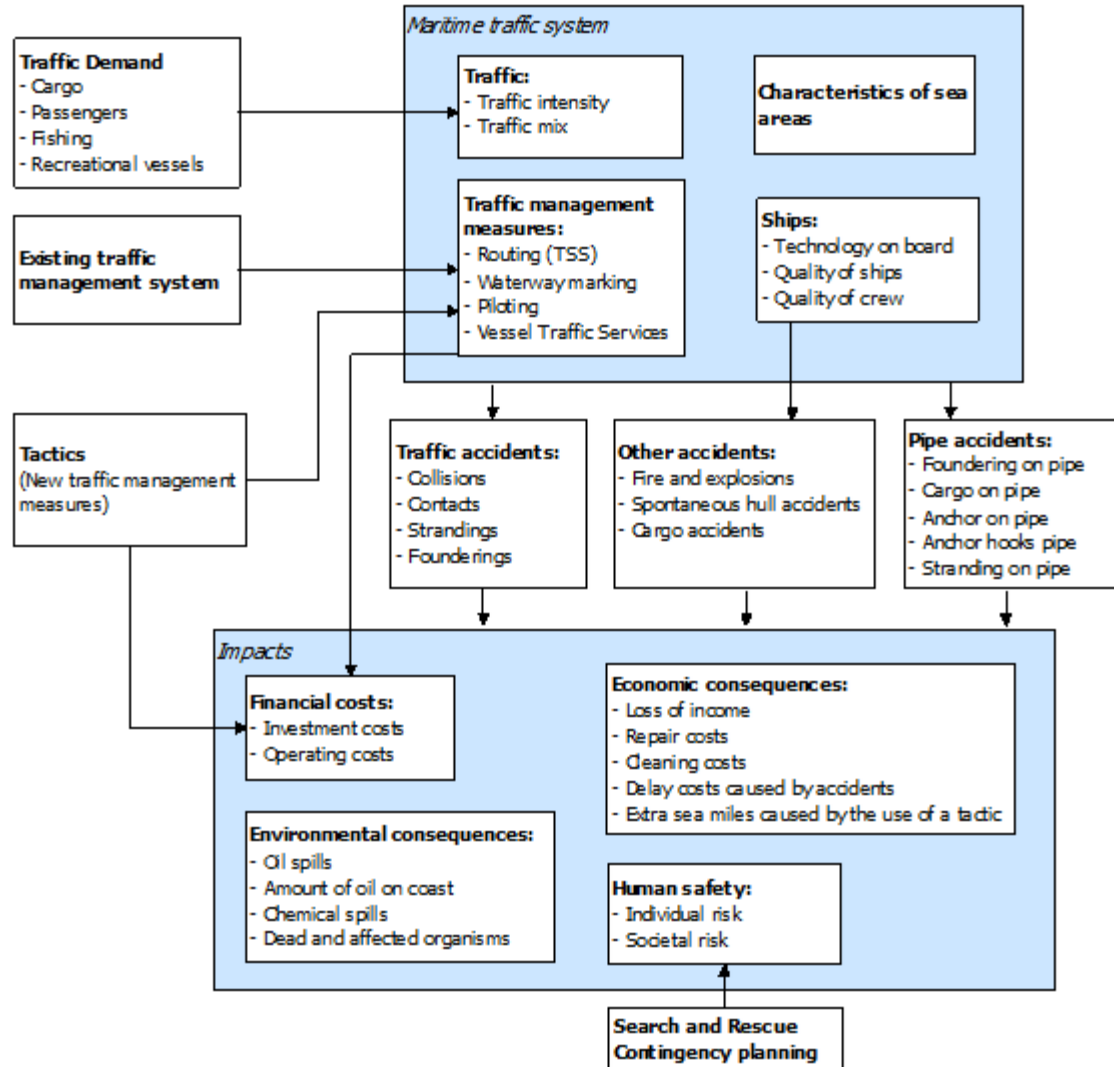 Maritime traffic system
Traffic Demand
- Cargo
- Passengers
- Fishing
- Recreational vessels
Traffic:
- Traffic intensity
- Traffic mix
Characteristics of sea
areas
Existing traffic
management system
Traffic management
measures:
- Routing (TSS)
- Waterway marking
- Piloting
- Vessel Traffic Services
Ships:
- Technology on board
- Quality of ships
- Quality of crew
Tactics
(New traffic management
measures)
Traffic accidents:
- Collisions
- Contacts
- Strandings
- Founderings
Other accidents:
- Fire and explosions
- Spontaneous hull accidents
- Cargo accidents
Pipe accidents:
- Foundering on pipe
- Cargo on pipe
- Anchor on pipe
- Anchor hooks pipe
- Stranding on pipe
Impacts
Financial costs:
- Investment costs
- Operating costs
Economic consequences:
- Loss of income
- Repair costs
- Cleaning costs
- Delay costs caused by accidents
- Extra sea miles caused by the use of a tactic
Environmental consequences:
- Oil spills
- Amount of oil on coast
- Chemical spills
- Dead and affected organisms
Human safety:
- Individual risk
- Societal risk
Search and Rescue
Contingency planning